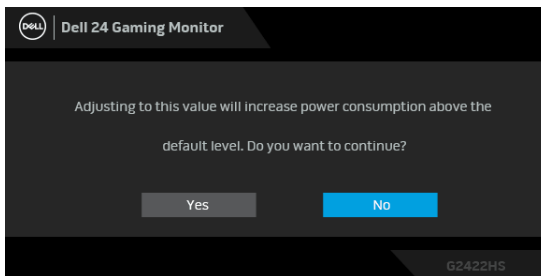 DELL
Dell 24 Gaming Monitor
Adjusting to this value will increase power consumption above the
default level. Do you want to continue?
Yes
No
G2422HS